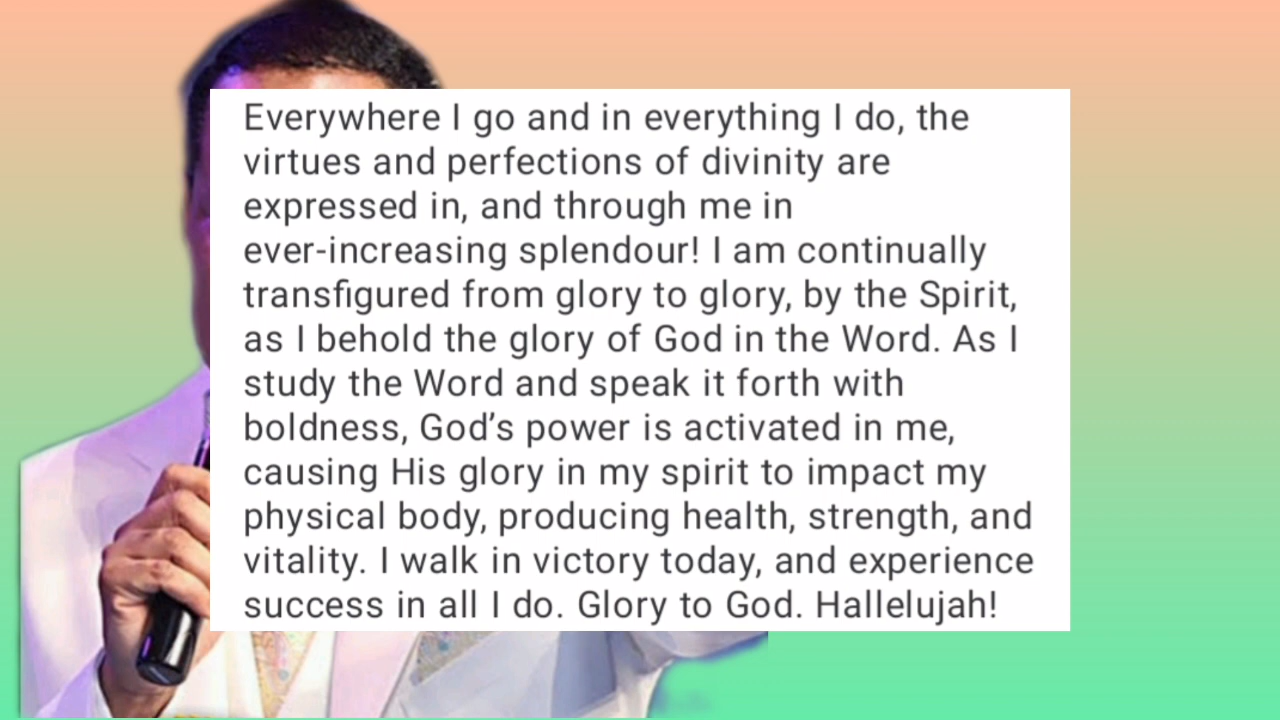 Everywhere I go and in everything I do, the
virtues and perfections of divinity are
expressed in, and through me in
ever-increasing splendour! I am continually
transfigured from glory to glory, by the Spirit,
as I behold the glory of God in the Word. As I
study the Word and speak it forth with
boldness, God’s power is activated in me,
causing His glory in my spirit to impact my
physical body, producing health, strength, and
vitality. I walk in victory today, and experience
success in all I do. Glory to God. Hallelujah!